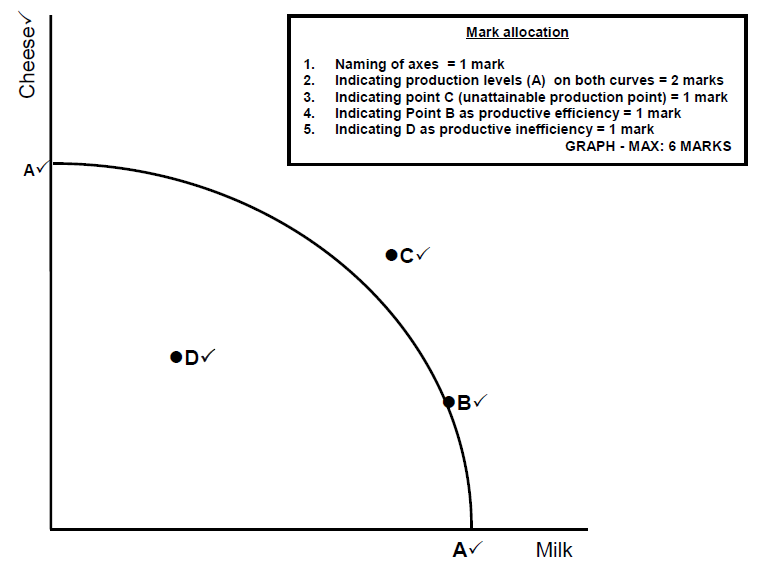 Cheese✓
Mark allocation
1. Naming of axes = 1 mark
2. Indicating production levels (A) on both curves = 2 marks
3. Indicating point C (unattainable production point) = 1 mark
4. Indicating Point B as productive efficiency = 1 mark
5. Indicating D as productive inefficiency = 1 mark
GRAPH - MAX: 6 MARKS
A✓
C✓
D✓
B✓
A✓
Milk